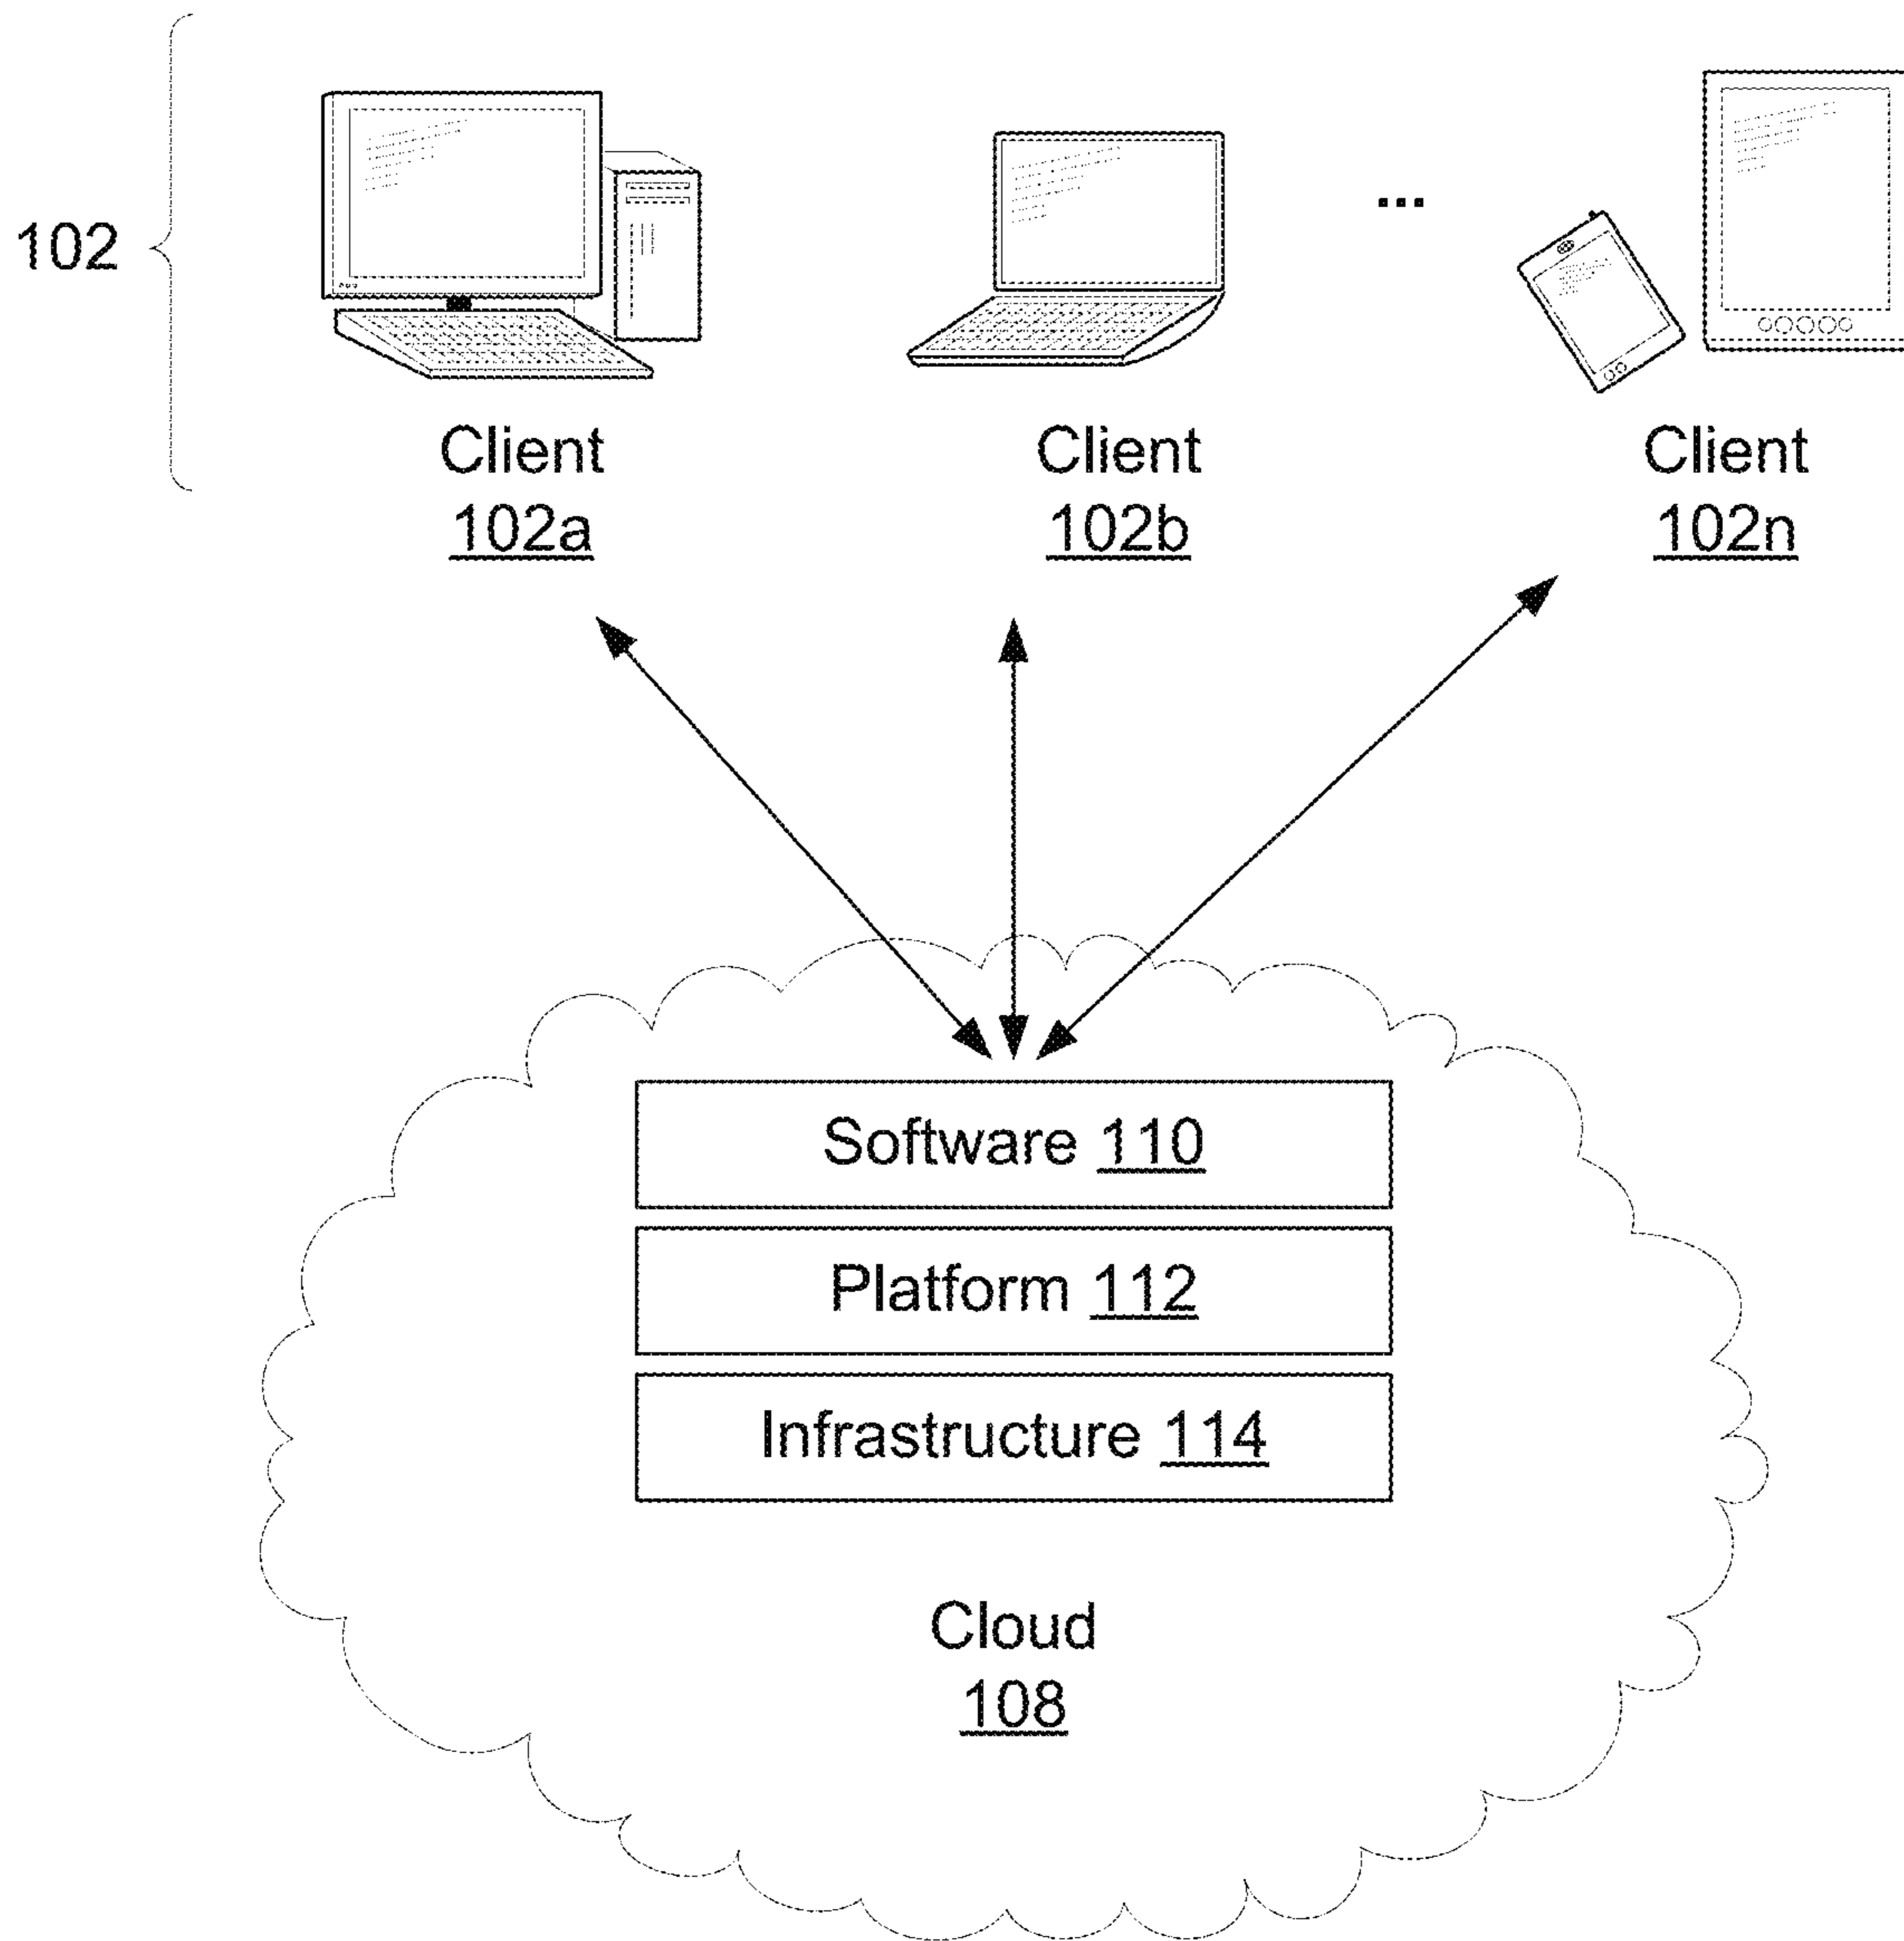 102
...
Client
102a
Client
102b
Client
102n
Software 110
Platform 112
Infrastructure 114
Cloud
108